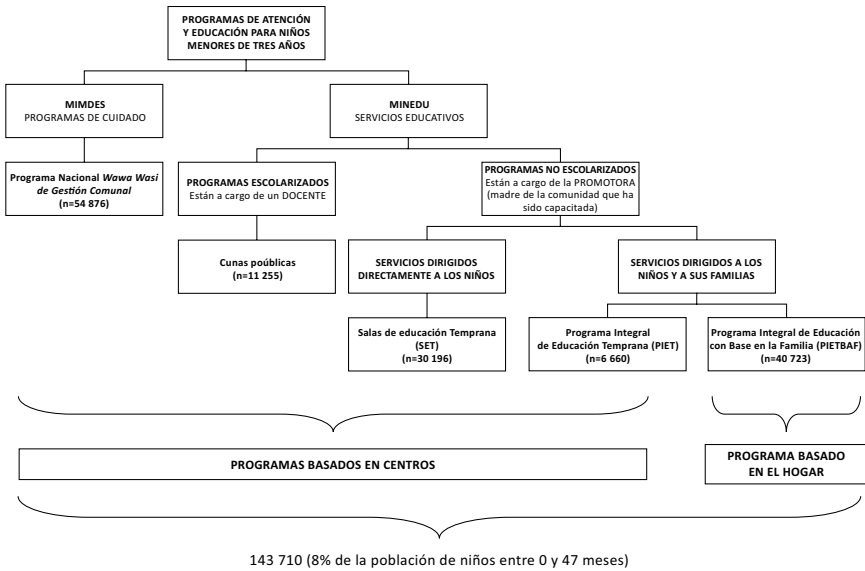 PROGRAMAS DE ATENCIÓN
Y EDUCACIÓN PARA NIÑOS
MENORES DE TRES AÑOS
MIMDES
PROGRAMAS DE CUIDADO
MINEDU
SERVICIOS EDUCATIVOS
Programa Nacional Wawa Wasi
de Gestión Comunal
(n=54 876)
PROGRAMAS ESCOLARIZADOS
Están a cargo de un DOCENTE
PROGRAMAS NO ESCOLARIZADOS
Están a cargo de la PROMOTORA
(madre de la comunidad que ha
sido capacitada)
Cunas poúblicas
(n=11 255)
SERVICIOS DIRIGIDOS
DIRECTAMENTE A LOS NIÑOS
SERVICIOS DIRIGIDOS A LOS
NIÑOS Y A SUS FAMILIAS
Salas de educación Temprana
(SET)
(n=30 196)
Programa Integral
de Educación Temprana (PIET)
(n=6 660)
Programa Integral de Educación
con Base en la Familia (PIETBAF)
(n=40 723)
PROGRAMAS BASADOS EN CENTROS
PROGRAMA BASADO
EN EL HOGAR
143 710 (8% de la población de niños entre 0 y 47 meses)